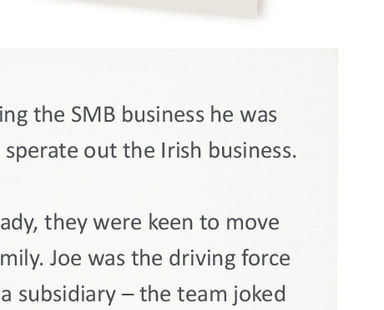 ing the SMB business he was
sperate out the Irish business.
ady, they were keen to move
mily. Joe was the driving force
a subsidiary – the team joked